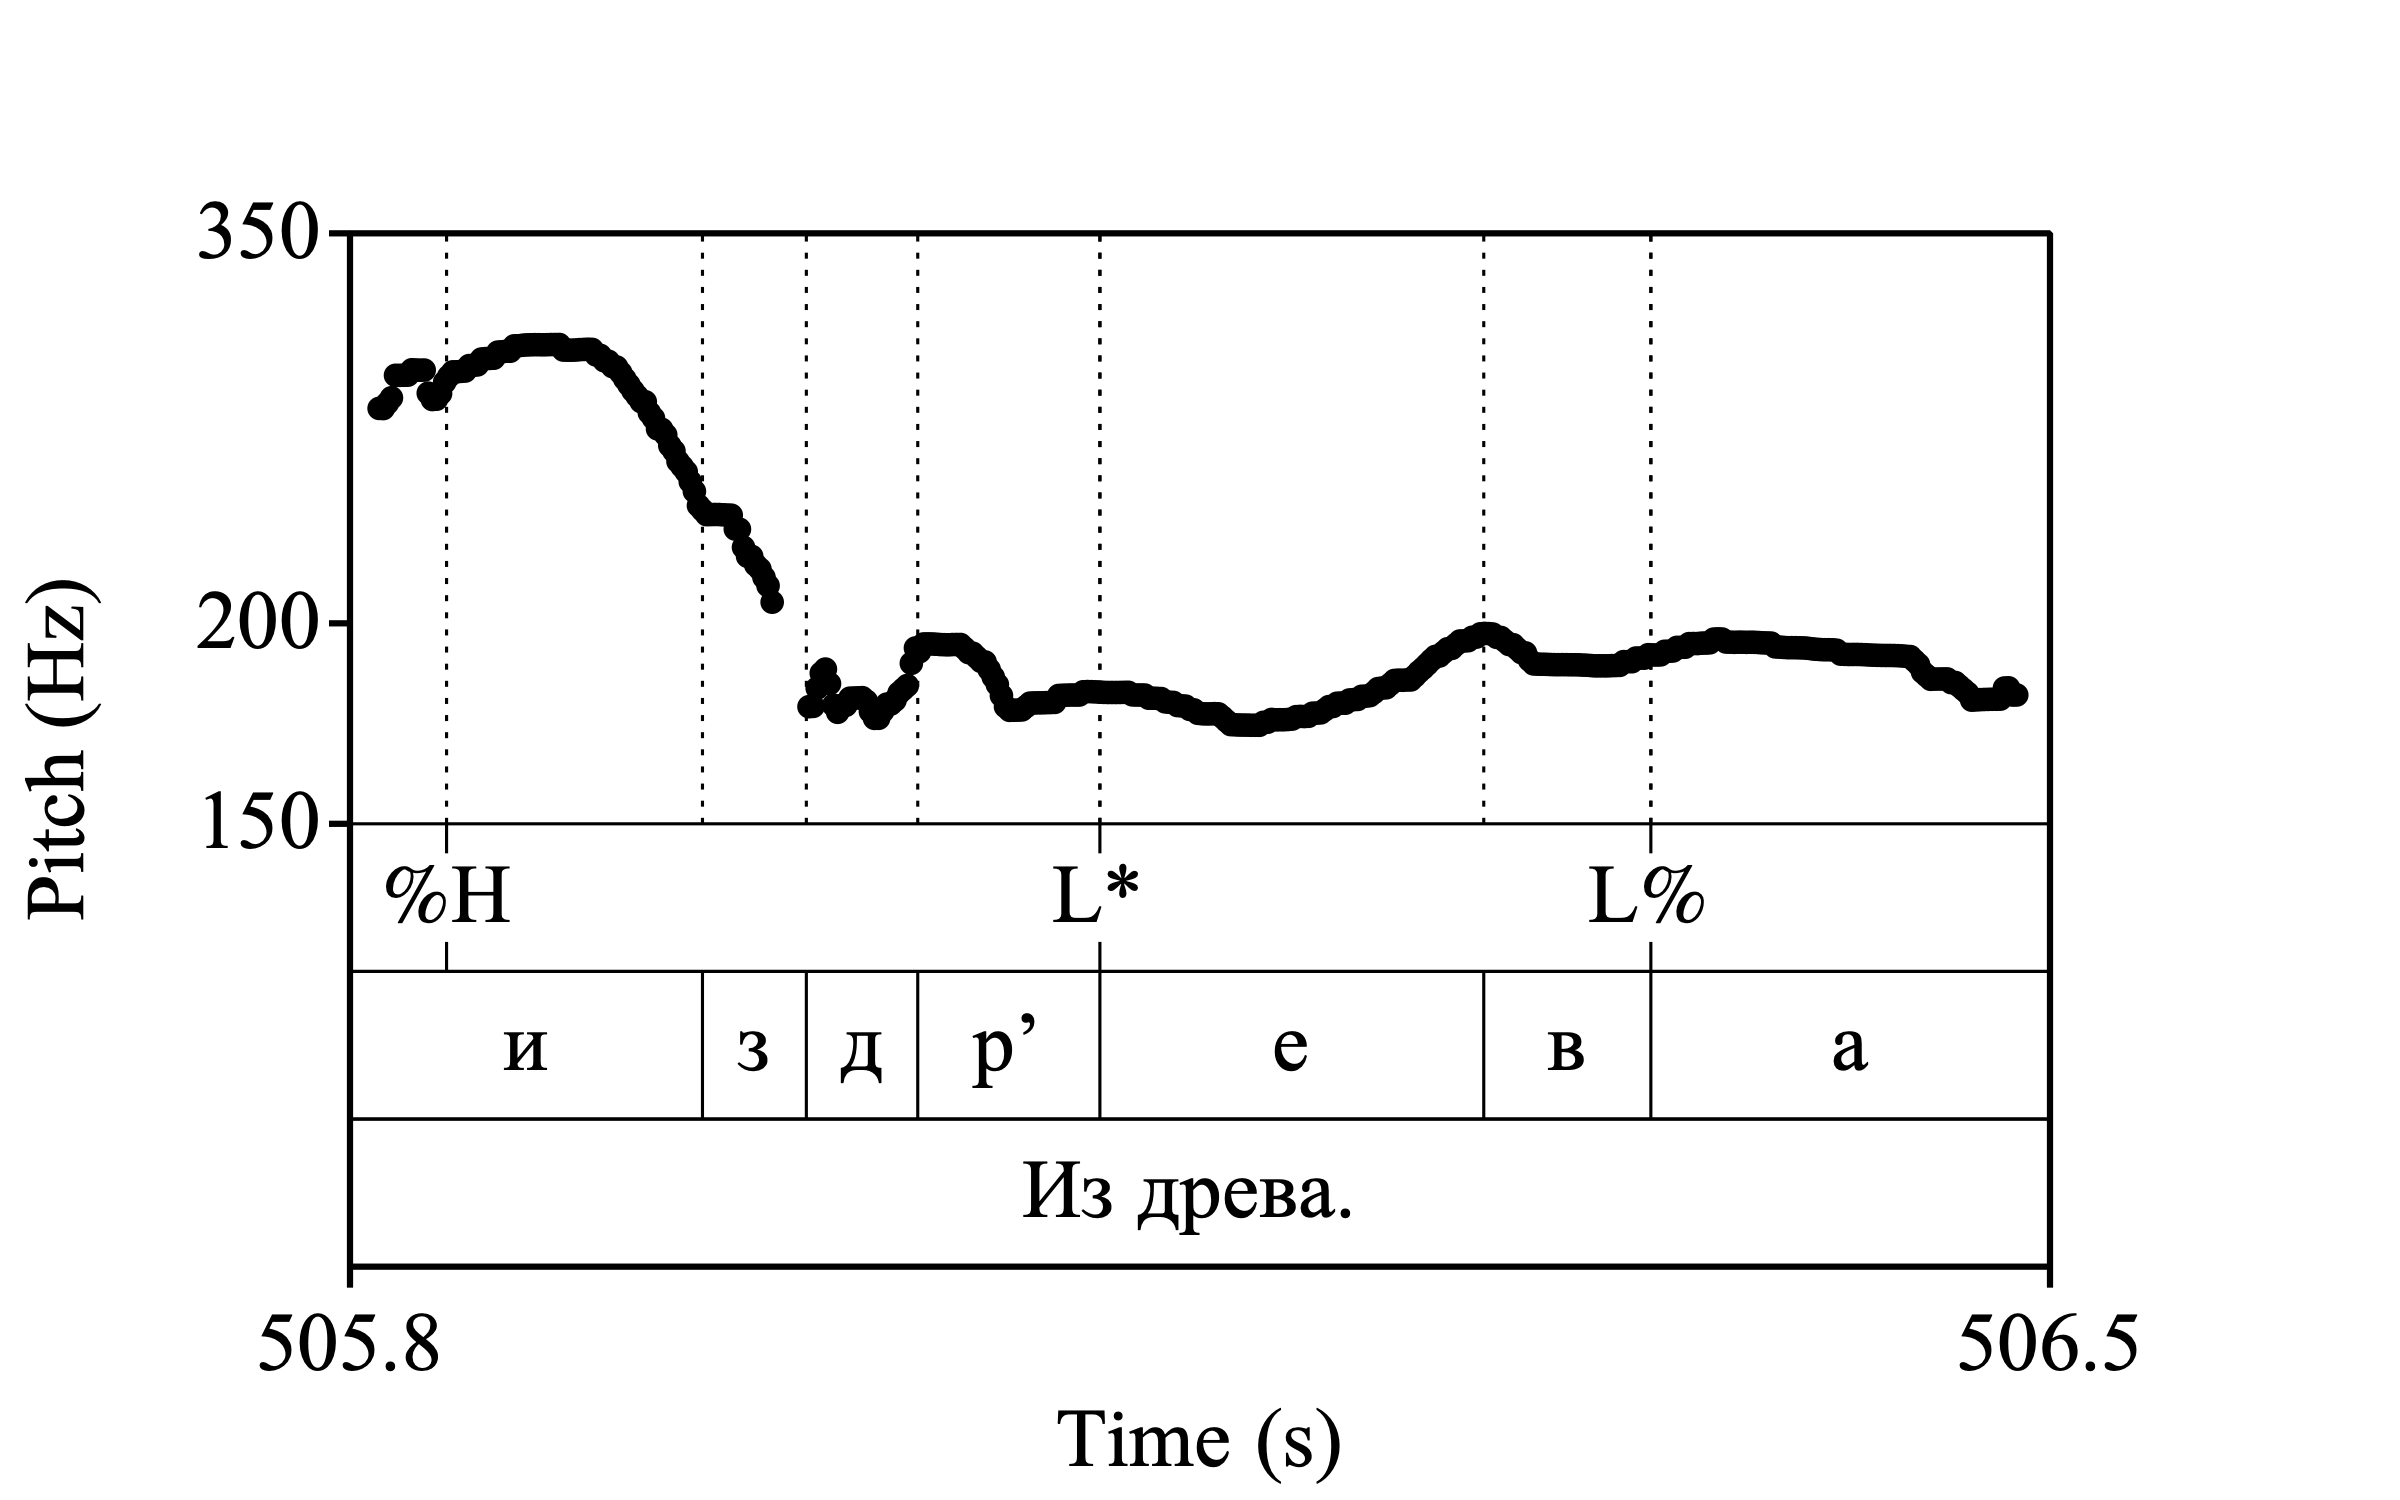 350
200
150
Pitch (Hz)
%H L* L%
и з д р’ е в а
Из древа.
505.8 506.5
Time (s)